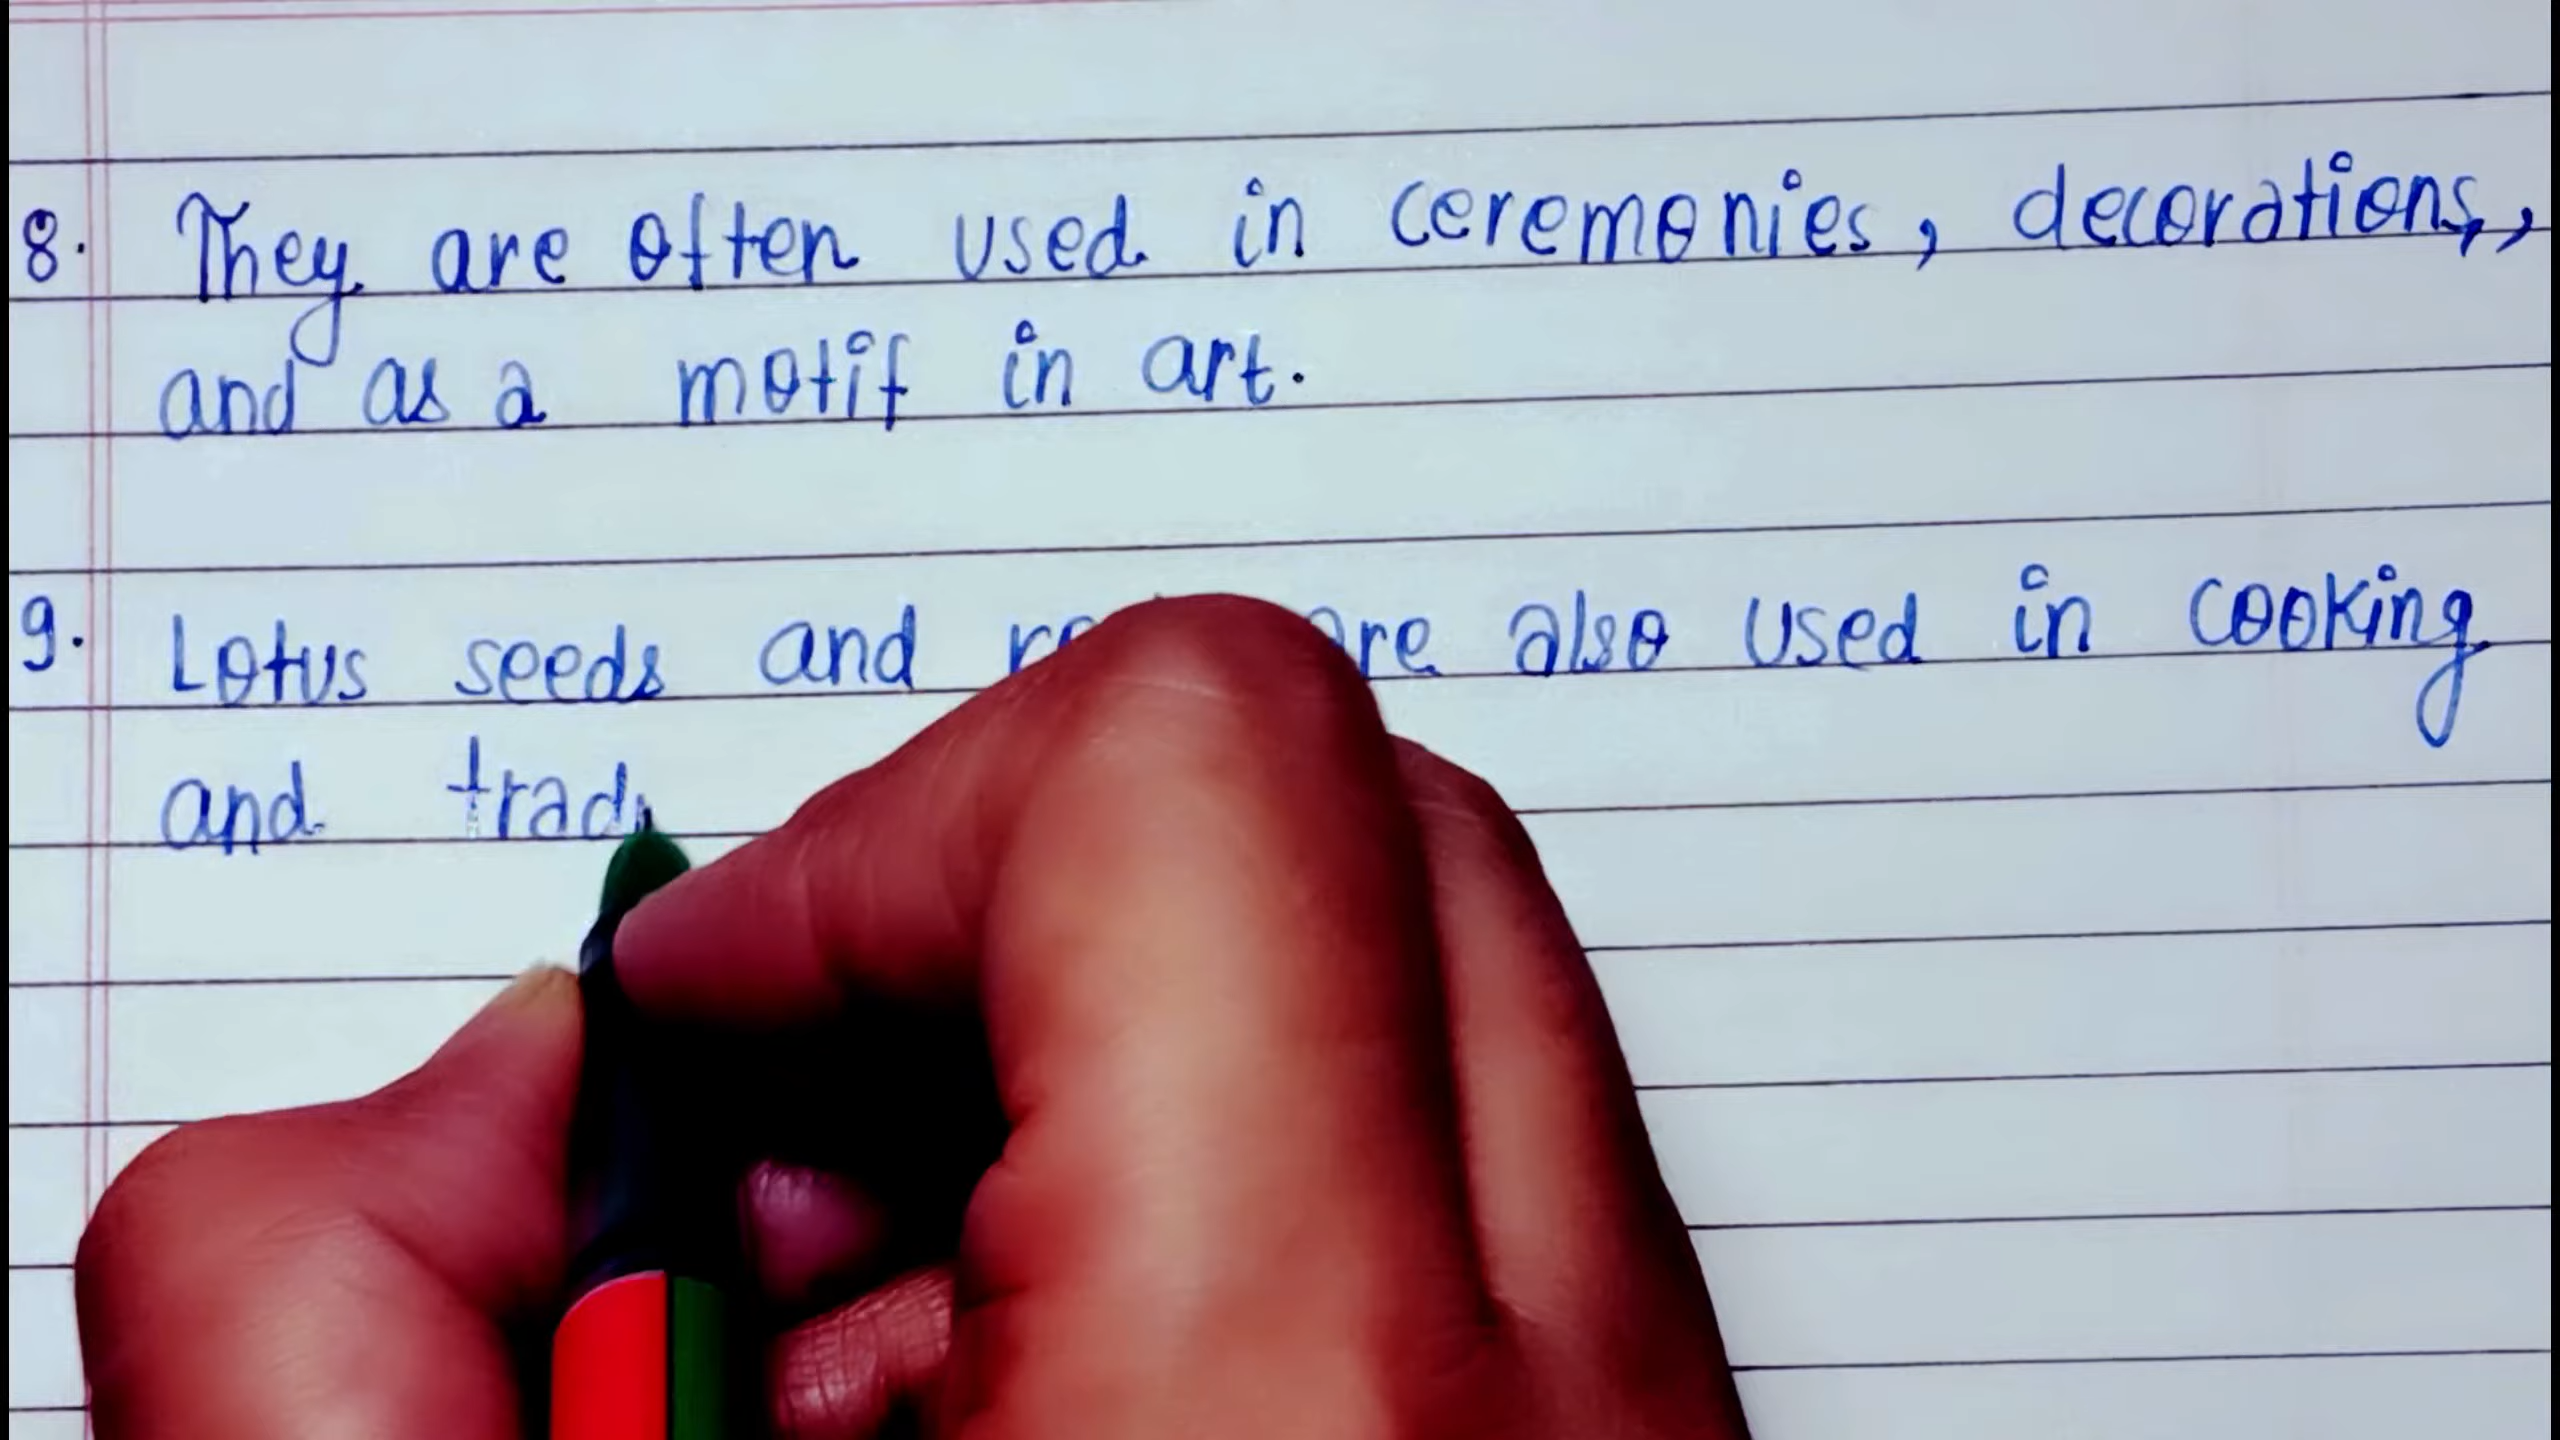 8. They are often used in ceremonies, decorations,,
and as a motif in art.
9. Lotus seeds and are also used in cooking
and trad